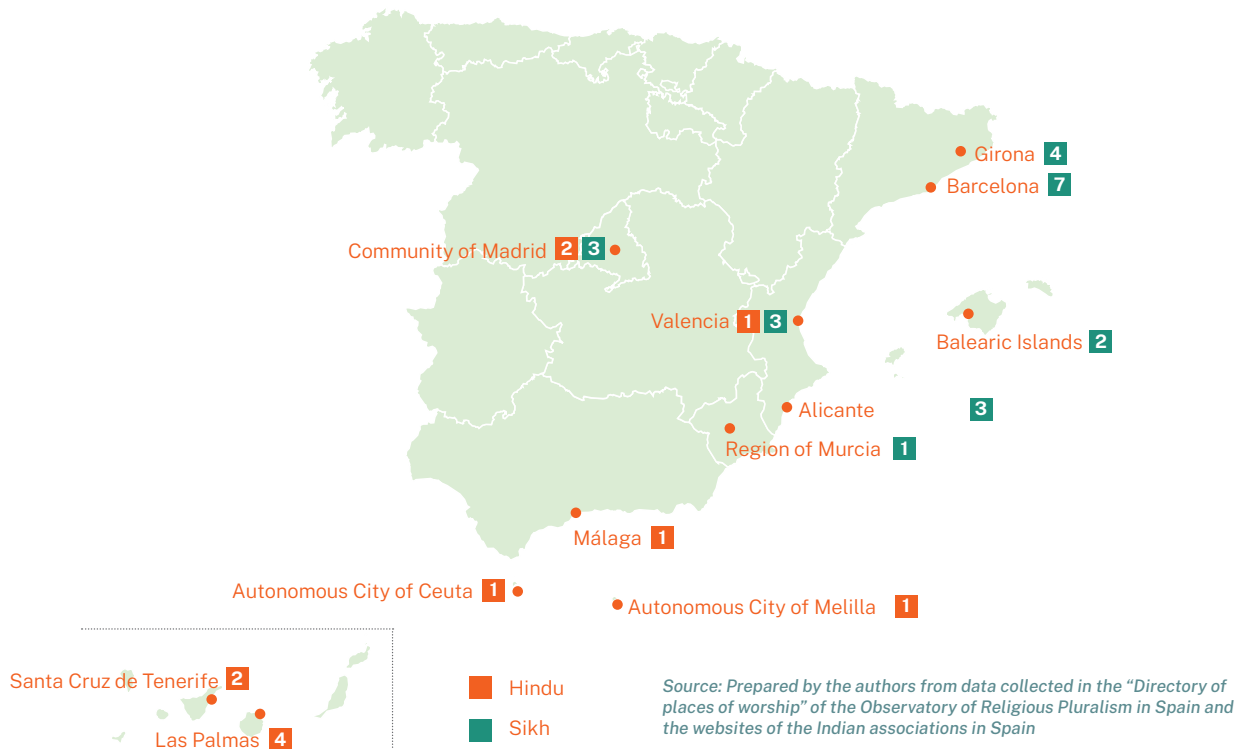 Girona 4
Barcelona 7
Community of Madrid 2 3
Valencia 1 3
Balearic Islands 2
Alicante 3
Region of Murcia 1
Málaga 1
Autonomous City of Ceuta 1
Autonomous City of Melilla 1
Santa Cruz de Tenerife 2
Las Palmas 4
Hindu
Sikh
Source: Prepared by the authors from data collected in the “Directory of
places of worship” of the Observatory of Religious Pluralism in Spain and
the websites of the Indian associations in Spain